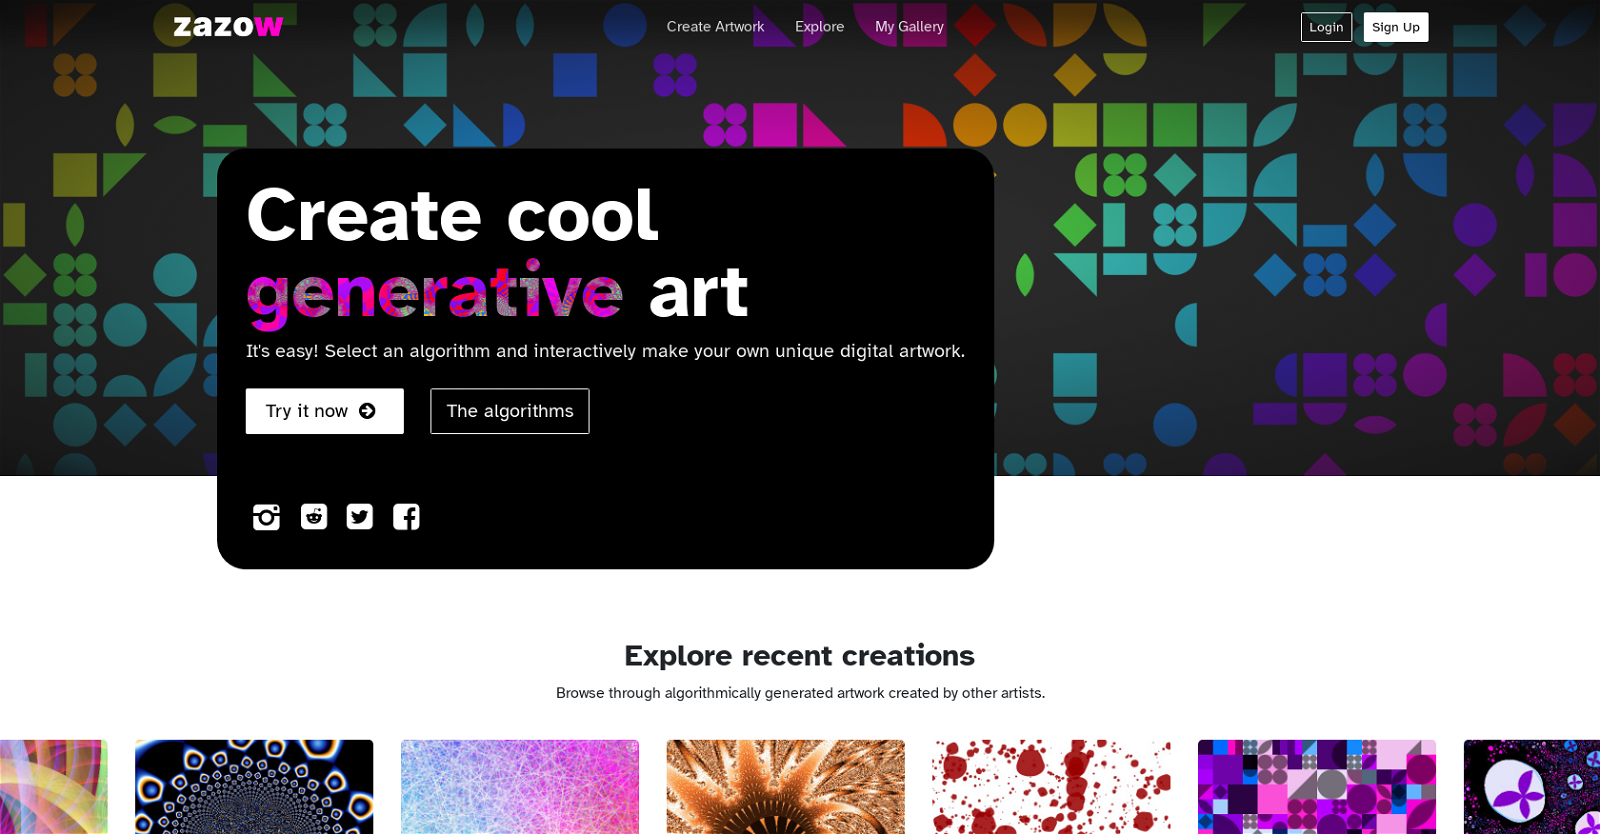 zazow
Create Artwork
Explore
My Gallery
Login
Sign Up
Create cool
generative art
It's easy! Select an algorithm and interactively make your own unique digital artwork.
Try it now
The algorithms
Explore recent creations
Browse through algorithmically generated artwork created by other artists.